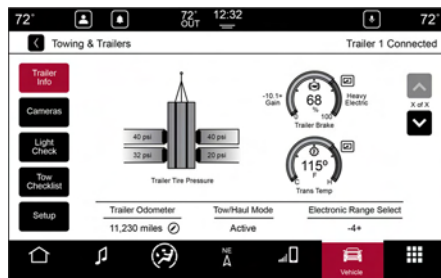 72° 72° OUT 12:32 72°
Towing & Trailers Trailer 1 Connected
Trailer Info
Cameras
Light Check
Tow Checklist
Setup
40 psi 40 psi
32 psi 20 psi
Trailer Tire Pressure
-10.1+ Gain
68 %
0 100
Heavy Electric
Trailer Brake
115° F
C H
Trans Temp
X of X
Trailer Odometer Tow/Haul Mode Electronic Range Select
11,230 miles Active -4+
NE
A
Vehicle